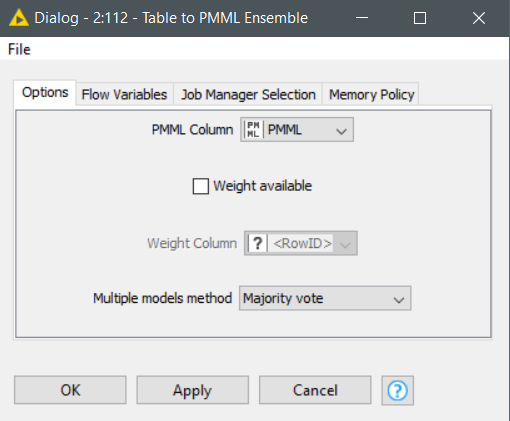 Dialog - 2:112 - Table to PMML Ensemble
File
Options Flow Variables Job Manager Selection Memory Policy
PMML Column PM ML PMML
Weight available
Weight Column ? <RowID>
Multiple models method Majority vote
OK Apply Cancel ?